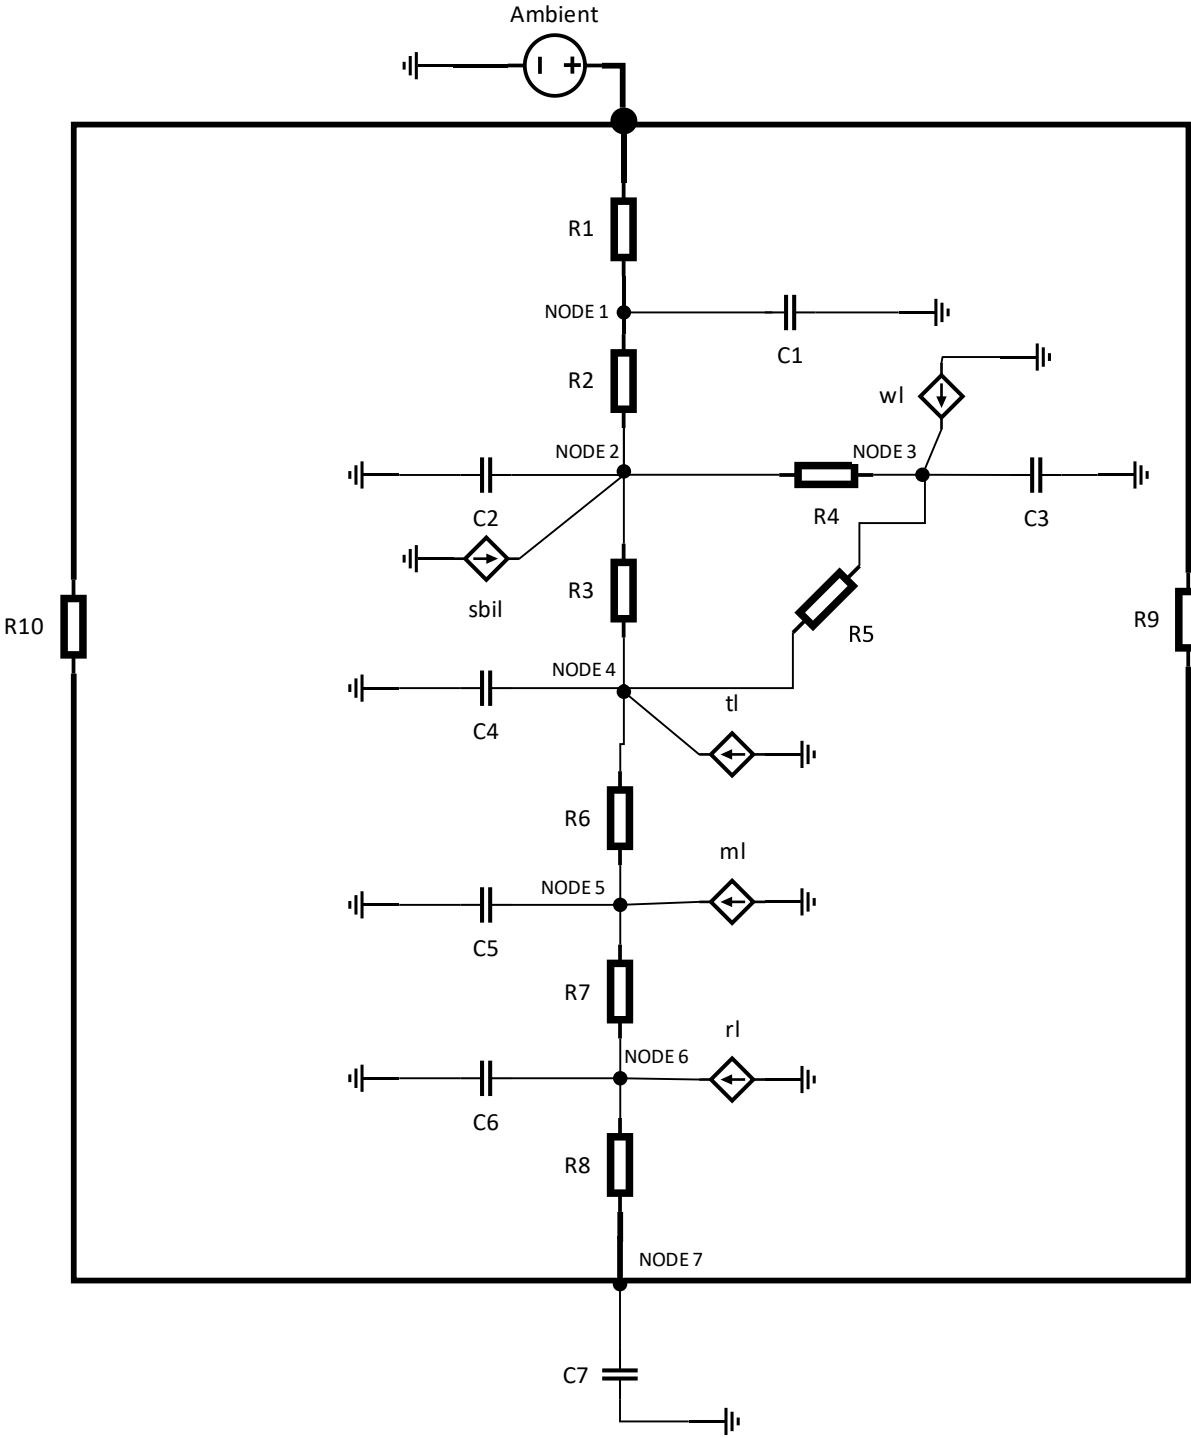 Ambient
R1
NODE 1
C1
R2
wl
NODE 2
NODE 3
C2
R4
C3
sbil
R3
R10
R9
R5
NODE 4
tl
C4
R6
ml
NODE 5
C5
R7
rl
NODE 6
C6
R8
NODE 7
C7